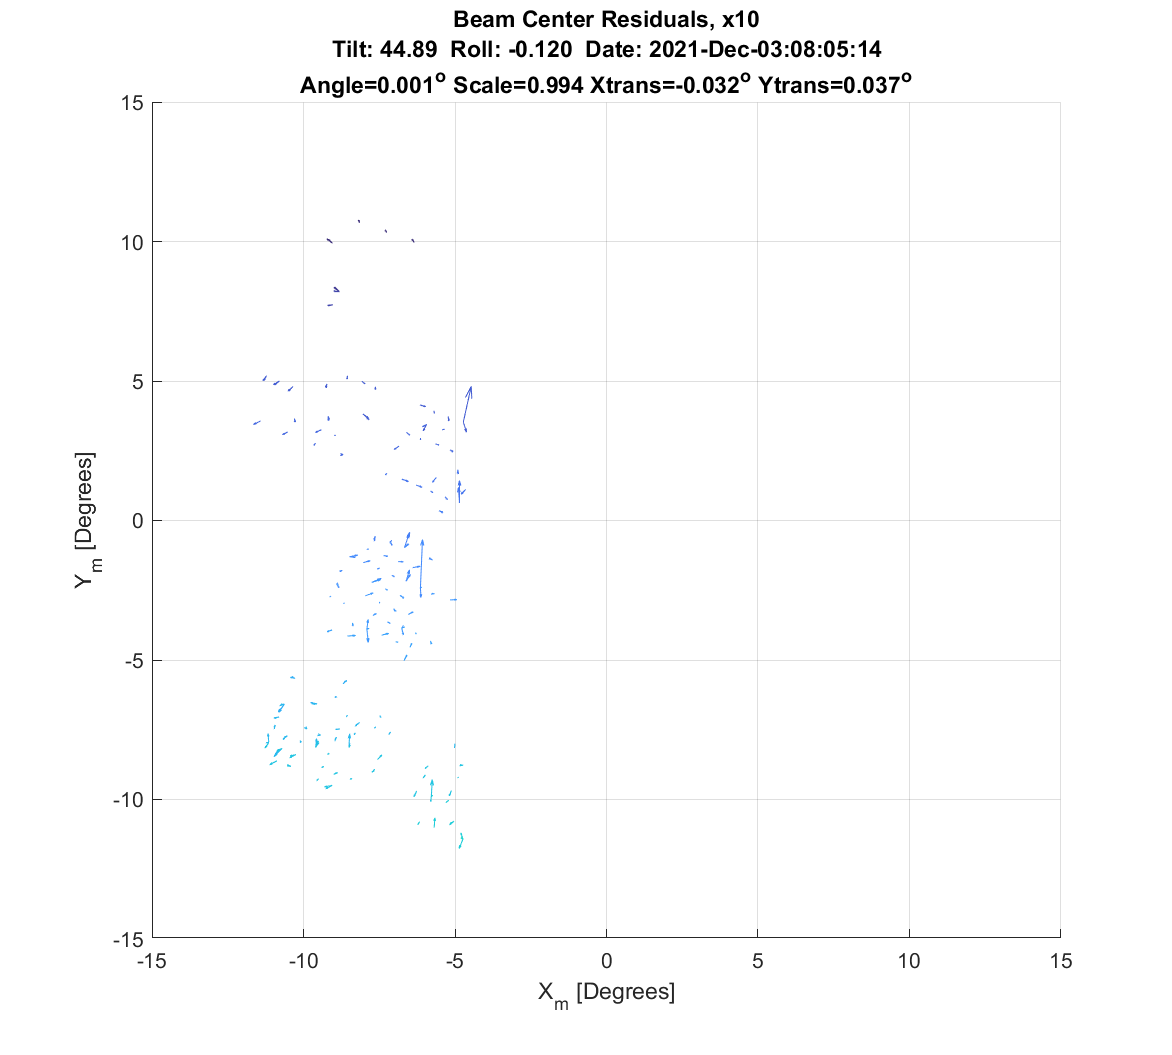 Beam Center Residuals, x10
Tilt: 44.89 Roll: -0.120 Date: 2021-Dec-03:08:05:14
Angle=0.001° Scale=0.994 Xtrans=-0.032° Ytrans=0.037°
15
10
5
0
-5
-10
-15
Y_m [Degrees]
-15 -10 -5 0 5 10 15
X_m [Degrees]